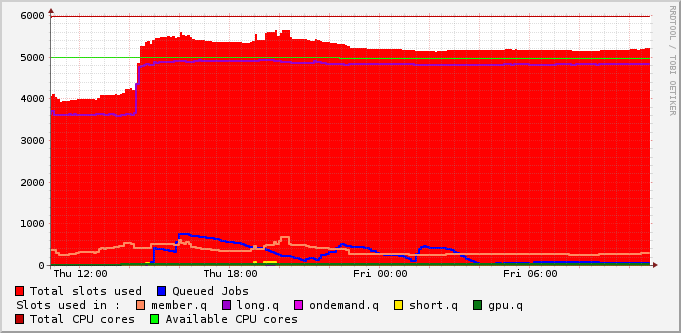 RRDTOOL / TOBI OETIKER
6000
5000
4000
3000
2000
1000
0
Thu 12:00 Thu 18:00 Fri 00:00 Fri 06:00
Total slots used Queued Jobs
Slots used in : member.q long.q ondemand.q short.q gpu.q
Total CPU cores Available CPU cores